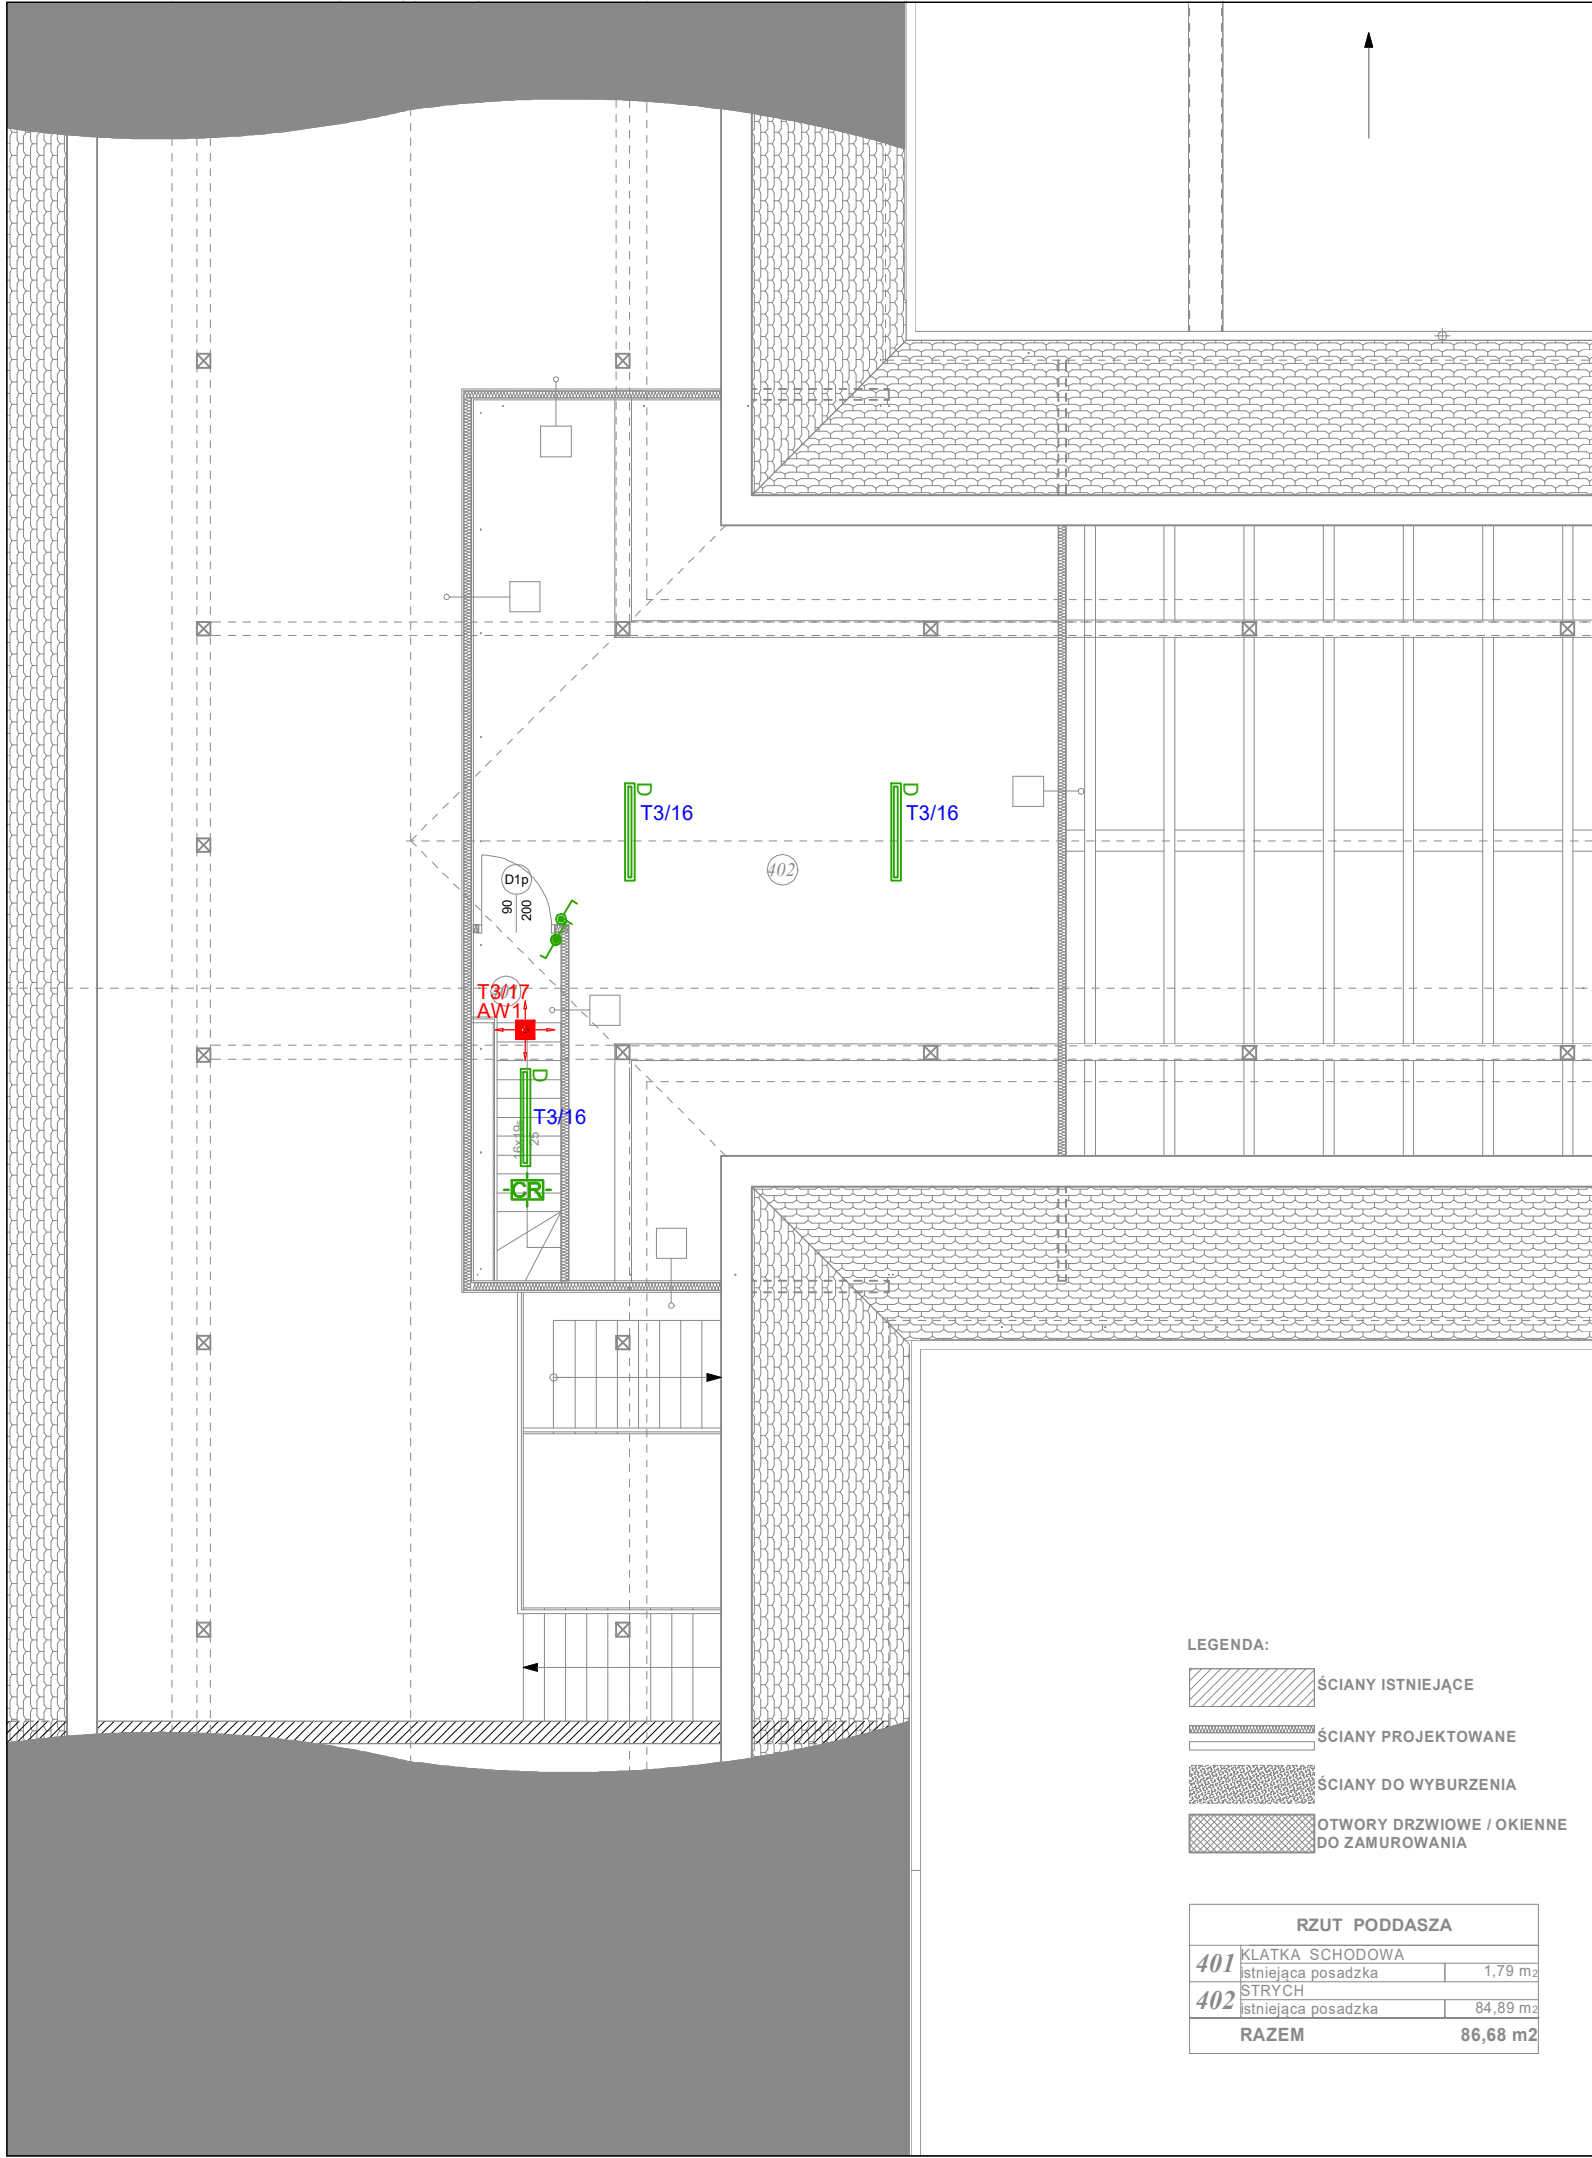 D
T3/16
D
T3/16
402
D1p
90
200
T3/17
AW1
D
T3/16
16x19
25
CR
LEGENDA:
ŚCIANY ISTNIEJĄCE
ŚCIANY PROJEKTOWANE
ŚCIANY DO WYBURZENIA
OTWORY DRZWIOWE / OKIENNE
DO ZAMUROWANIA
RZUT PODDASZA
401 KLATKA SCHODOWA
istniejąca posadzka 1,79 m2
402 STRYCH
istniejąca posadzka 84,89 m2
RAZEM 86,68 m2